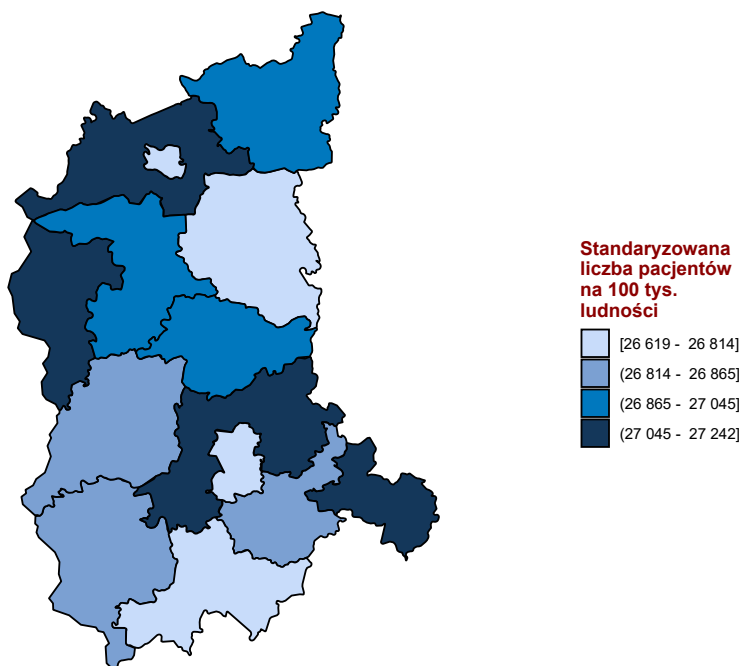 Standaryzowana
liczba pacjentów
na 100 tys.
ludności
[26 619 - 26 814]
(26 814 - 26 865]
(26 865 - 27 045]
(27 045 - 27 242]